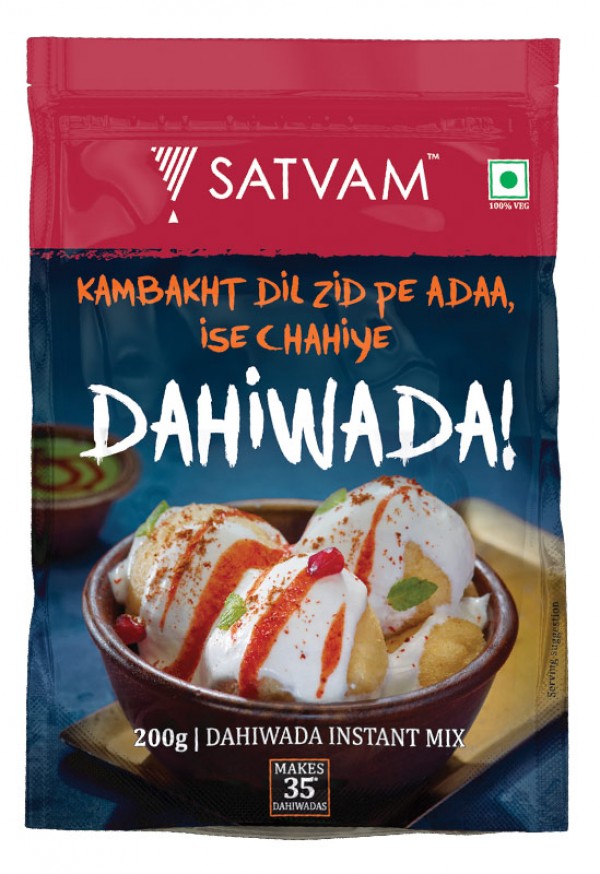 SATVAM™
100% VEG
KAMBAKHT DIL ZID PE ADAA,
ISE CHAHIYE
DAHIWADA!
Serving suggestion
200g | DAHIWADA INSTANT MIX
MAKES
35*
DAHIWADAS